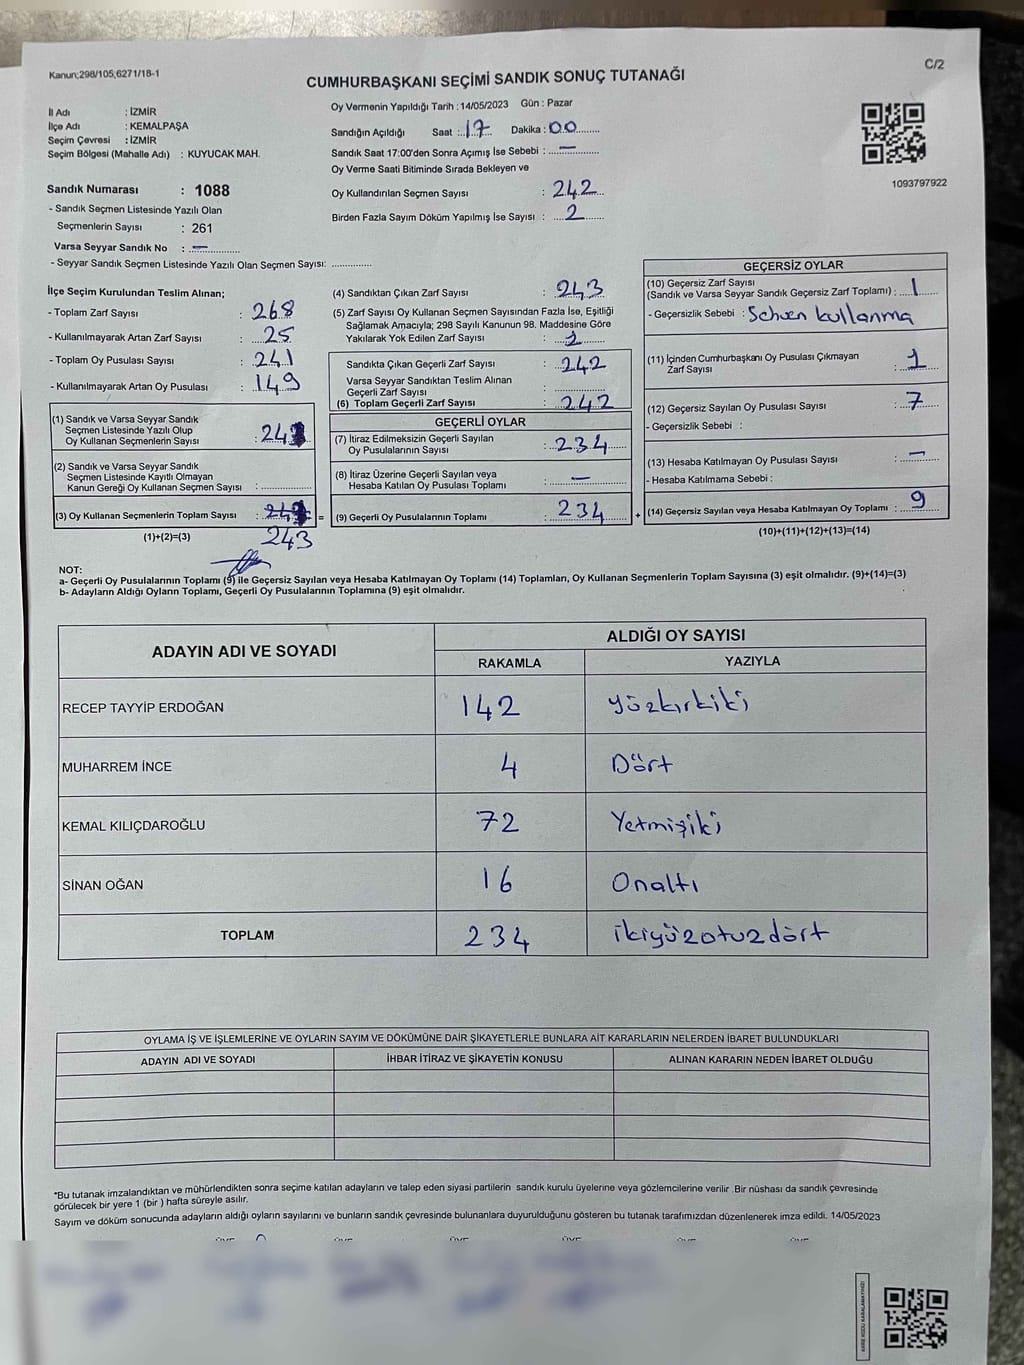 Kanun;298/105,6271/18-1
C/2
CUMHURBAŞKANI SEÇİMİ SANDIK SONUÇ TUTANAĞI
İl Adı : İZMİR
İlçe Adı : KEMALPAŞA
Seçim Çevresi : İZMİR
Seçim Bölgesi (Mahalle Adı) : KUYUCAK MAH.
Oy Vermenin Yapıldığı Tarih : 14/05/2023 Gün : Pazar
Sandığın Açıldığı Saat : 17 Dakika : 00
Sandık Saat 17:00'den Sonra Açımış İse Sebebi : —
Oy Verme Saati Bitiminde Sırada Bekleyen ve
Oy Kullandırılan Seçmen Sayısı : 242
Birden Fazla Sayım Döküm Yapılmış İse Sayısı : 2
1093797922
Sandık Numarası : 1088
- Sandık Seçmen Listesinde Yazılı Olan
Seçmenlerin Sayısı : 261
Varsa Seyyar Sandık No : —
- Seyyar Sandık Seçmen Listesinde Yazılı Olan Seçmen Sayısı: ...............
İlçe Seçim Kurulundan Teslim Alınan;
- Toplam Zarf Sayısı : 268
- Kullanılmayarak Artan Zarf Sayısı : 25
- Toplam Oy Pusulası Sayısı : 241
- Kullanılmayarak Artan Oy Pusulası : 149
(1) Sandık ve Varsa Seyyar Sandık
Seçmen Listesinde Yazılı Olup
Oy Kullanan Seçmenlerin Sayısı : 24
(2) Sandık ve Varsa Seyyar Sandık
Seçmen Listesinde Kayıtlı Olmayan
Kanun Gereği Oy Kullanan Seçmen Sayısı :
(3) Oy Kullanan Seçmenlerin Toplam Sayısı : =
(1)+(2)=(3) 243
(4) Sandıktan Çıkan Zarf Sayısı : 243
(5) Zarf Sayısı Oy Kullanan Seçmen Sayısından Fazla İse, Eşitliği
Sağlamak Amacıyla; 298 Sayılı Kanunun 98. Maddesine Göre
Yakılarak Yok Edilen Zarf Sayısı : 1
Sandıkta Çıkan Geçerli Zarf Sayısı : 242
Varsa Seyyar Sandıktan Teslim Alınan
Geçerli Zarf Sayısı :
(6) Toplam Geçerli Zarf Sayısı : 242
GEÇERLİ OYLAR
(7) İtiraz Edilmeksizin Geçerli Sayılan
Oy Pusulalarının Sayısı : 234
(8) İtiraz Üzerine Geçerli Sayılan veya
Hesaba Katılan Oy Pusulası Toplamı : —
(9) Geçerli Oy Pusulalarının Toplamı : 234 +
GEÇERSİZ OYLAR
(10) Geçersiz Zarf Sayısı
(Sandık ve Varsa Seyyar Sandık Geçersiz Zarf Toplamı) : 1
- Geçersizlik Sebebi : Sehven kullanma
(11) İçinden Cumhurbaşkanı Oy Pusulası Çıkmayan
Zarf Sayısı : 1
(12) Geçersiz Sayılan Oy Pusulası Sayısı : 7
- Geçersizlik Sebebi :
(13) Hesaba Katılmayan Oy Pusulası Sayısı : —
- Hesaba Katılmama Sebebi :
(14) Geçersiz Sayılan veya Hesaba Katılmayan Oy Toplamı : 9
(10)+(11)+(12)+(13)=(14)
NOT:
a- Geçerli Oy Pusulalarının Toplamı (9) ile Geçersiz Sayılan veya Hesaba Katılmayan Oy Toplamı (14) Toplamları, Oy Kullanan Seçmenlerin Toplam Sayısına (3) eşit olmalıdır. (9)+(14)=(3)
b- Adayların Aldığı Oyların Toplamı, Geçerli Oy Pusulalarının Toplamına (9) eşit olmalıdır.
ADAYIN ADI VE SOYADI ALDIĞI OY SAYISI
RAKAMLA YAZIYLA
RECEP TAYYİP ERDOĞAN 142 yüzkırkiki
MUHARREM İNCE 4 Dört
KEMAL KILIÇDAROĞLU 72 Yetmişiki
SİNAN OĞAN 16 Onaltı
TOPLAM 234 ikiyüzotuzdört
OYLAMA İŞ VE İŞLEMLERİNE VE OYLARIN SAYIM VE DÖKÜMÜNE DAİR ŞİKAYETLERLE BUNLARA AİT KARARLARIN NELERDEN İBARET BULUNDUKLARI
ADAYIN ADI VE SOYADI İHBAR İTİRAZ VE ŞİKAYETİN KONUSU ALINAN KARARIN NEDEN İBARET OLDUĞU
*Bu tutanak imzalandıktan ve mühürlendikten sonra seçime katılan adayların ve talep eden siyasi partilerin sandık kurulu üyelerine veya gözlemcilerine verilir .Bir nüshası da sandık çevresinde
görülecek bir yere 1 (bir ) hafta süreyle asılır.
Sayım ve döküm sonucunda adayların aldığı oyların sayılarını ve bunların sandık çevresinde bulunanlara duyurulduğunu gösteren bu tutanak tarafımızdan düzenlenerek imza edildi. 14/05/2023